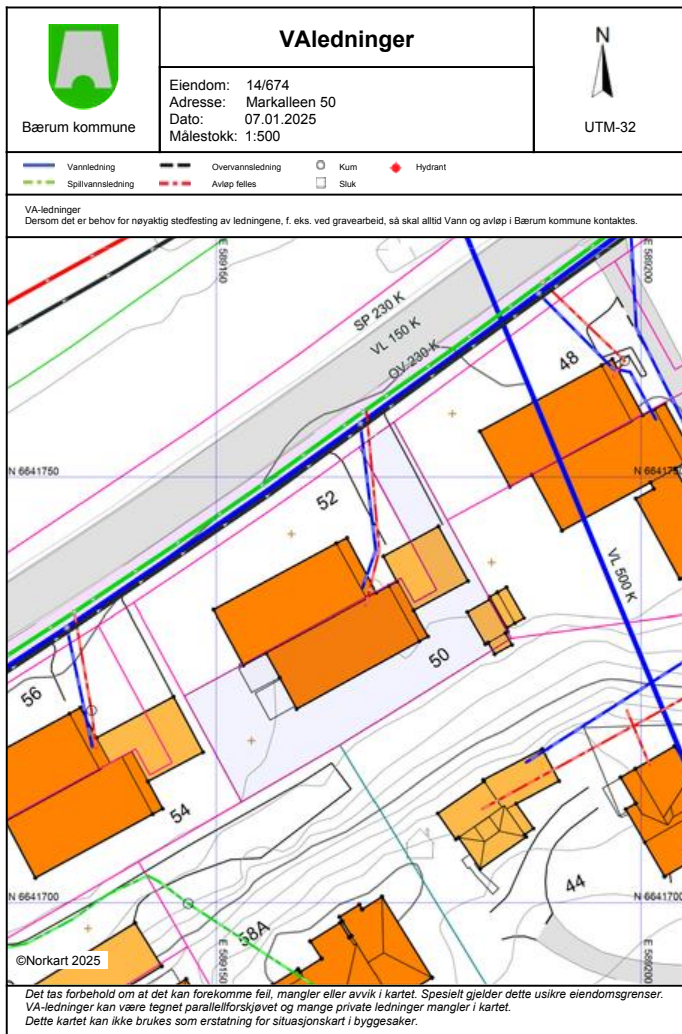 VAledninger
Bærum kommune
Eiendom: 14/674
Adresse: Markalleen 50
Dato: 07.01.2025
Målestokk: 1:500
N
UTM-32
Vannledning
Overvannsledning
Kum
Hydrant
Spillvannsledning
Avløp felles
Sluk
VA-ledninger
Dersom det er behov for nøyaktig stedfesting av ledningene, f. eks. ved gravearbeid, så skal alltid Vann og avløp i Bærum kommune kontaktes.
E 589150
E 589200
SP 230 K
VL 150 K
OV 230 K
48
N 6641750
N 6641750
52
VL 500 K
50
56
54
44
N 6641700
N 6641700
58A
E 589150
E 589200
©Norkart 2025
Det tas forbehold om at det kan forekomme feil, mangler eller avvik i kartet. Spesielt gjelder dette usikre eiendomsgrenser.
VA-ledninger kan være tegnet parallellforskjøvet og mange private ledninger mangler i kartet.
Dette kartet kan ikke brukes som erstatning for situasjonskart i byggesaker.